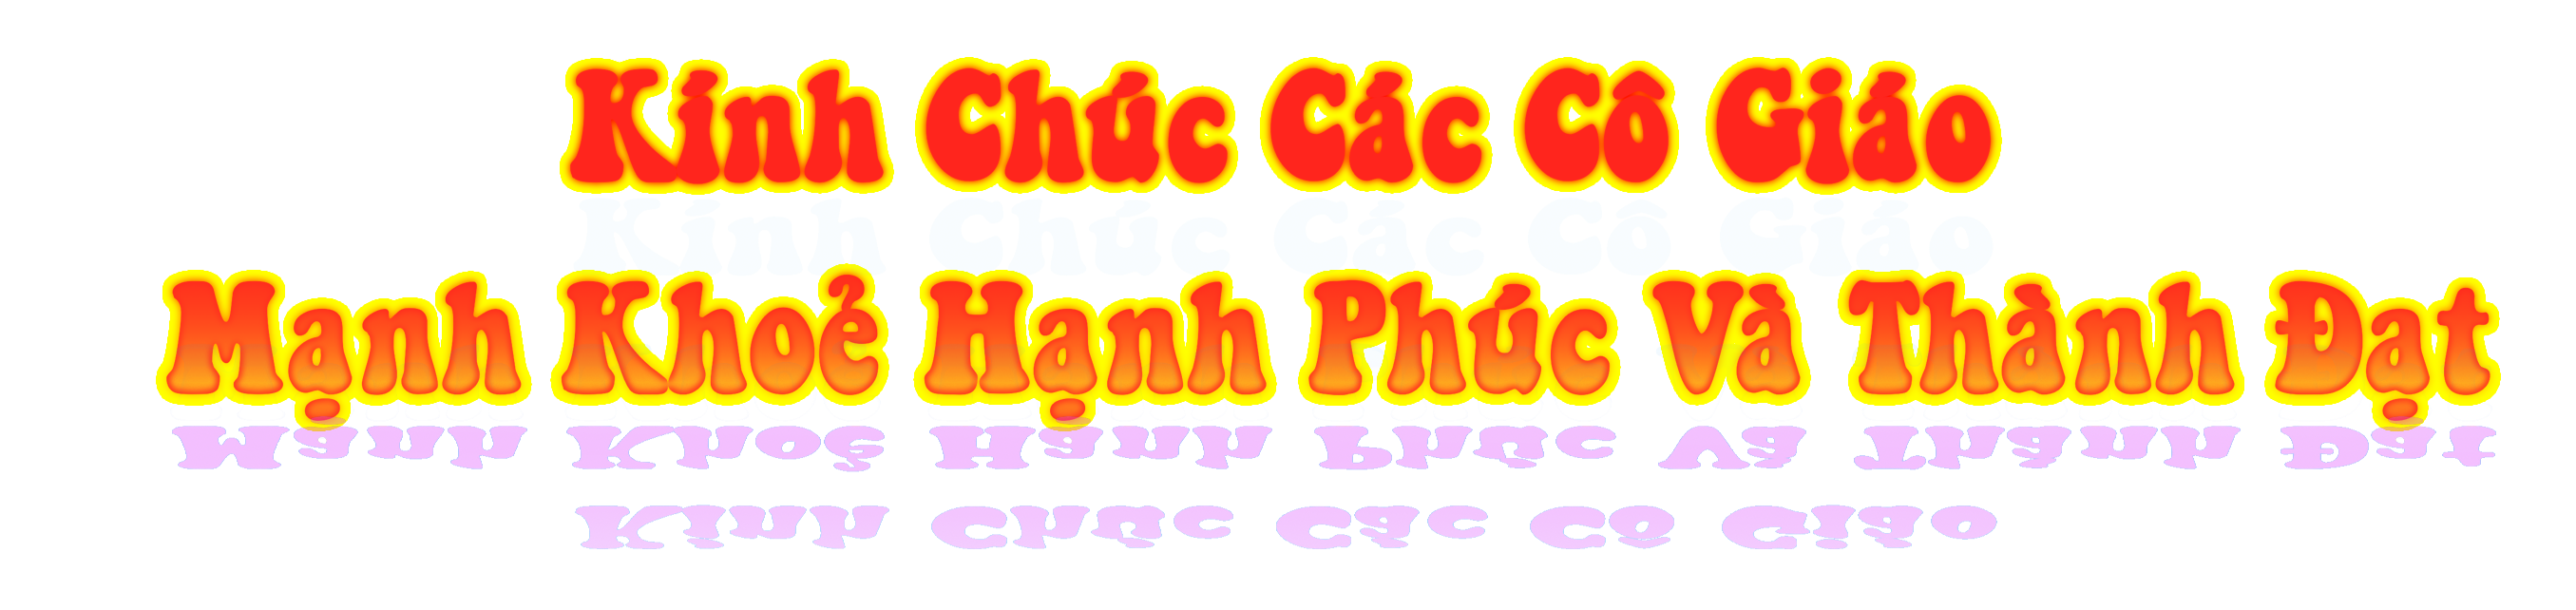 Kính Chúc Các Cô Giáo
Mạnh Khoẻ Hạnh Phúc Và Thành Đạt